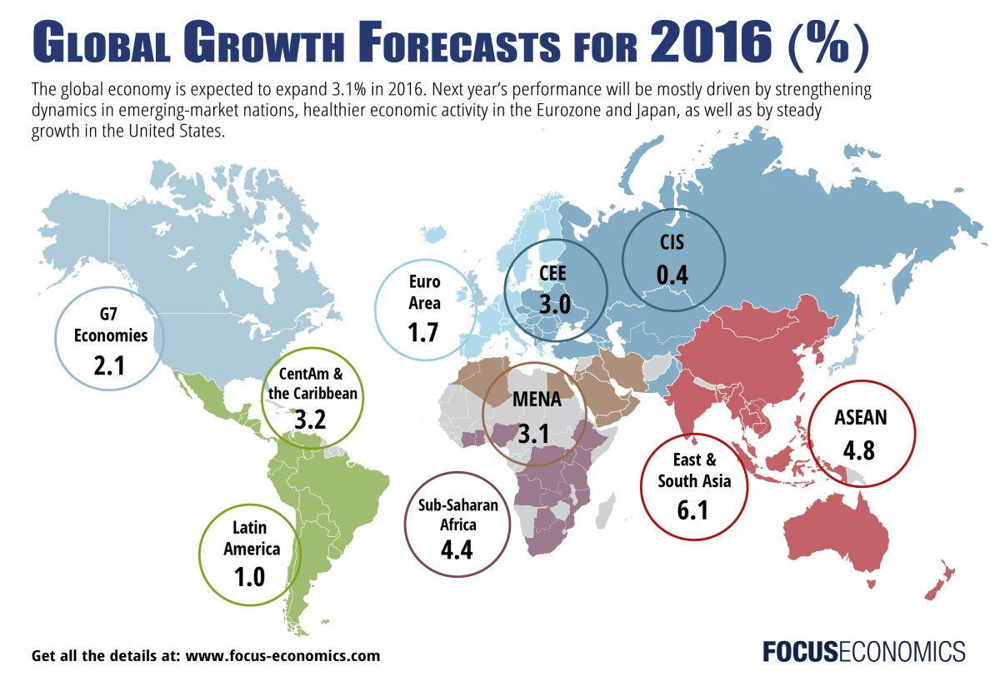 GLOBAL GROWTH FORECASTS FOR 2016 (%)
The global economy is expected to expand 3.1% in 2016. Next year’s performance will be mostly driven by strengthening
dynamics in emerging-market nations, healthier economic activity in the Eurozone and Japan, as well as by steady
growth in the United States.
CIS
0.4
CEE
3.0
Euro
Area
1.7
G7
Economies
2.1
CentAm &
the Caribbean
3.2
MENA
3.1
ASEAN
4.8
East &
South Asia
6.1
Sub-Saharan
Africa
4.4
Latin
America
1.0
Get all the details at: www.focus-economics.com
FOCUSECONOMICS